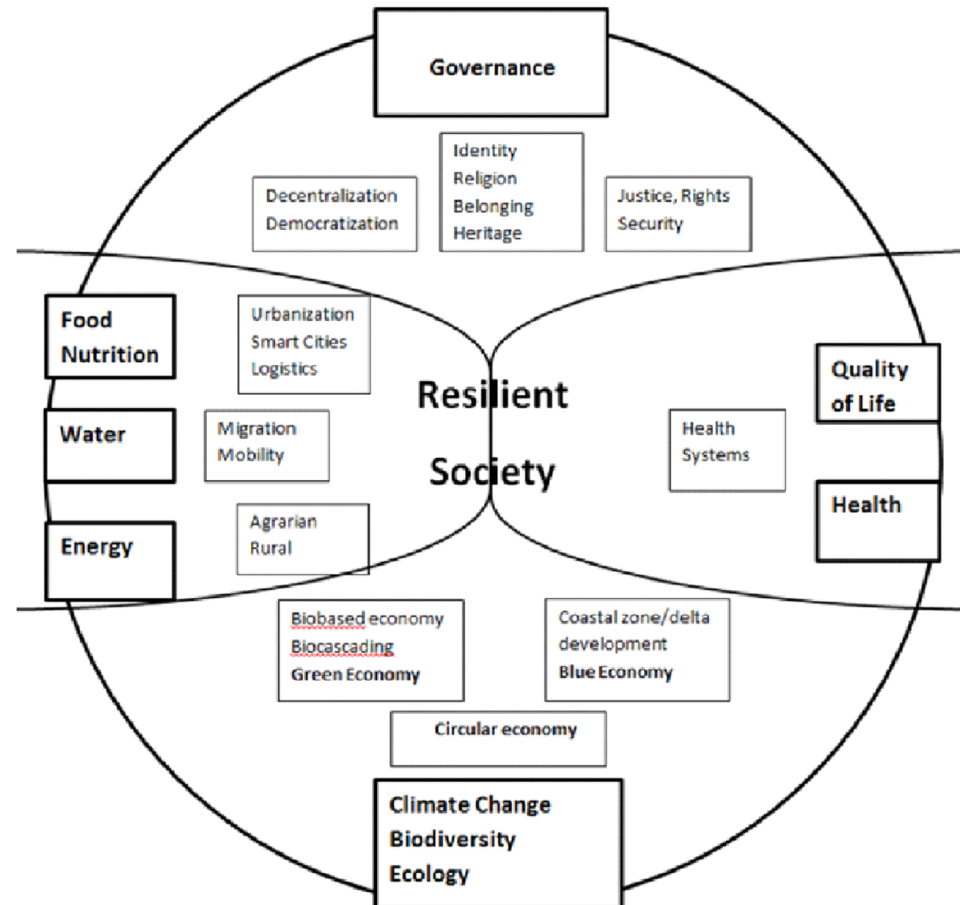 Governance
Identity
Religion
Belonging
Heritage
Decentralization
Democratization
Justice, Rights
Security
Food
Nutrition
Urbanization
Smart Cities
Logistics
Water
Migration
Mobility
Energy
Agrarian
Rural
Resilient
Society
Quality
of Life
Health
Systems
Health
Biobased economy
Biocascading
Green Economy
Coastal zone/delta
development
Blue Economy
Circular economy
Climate Change
Biodiversity
Ecology